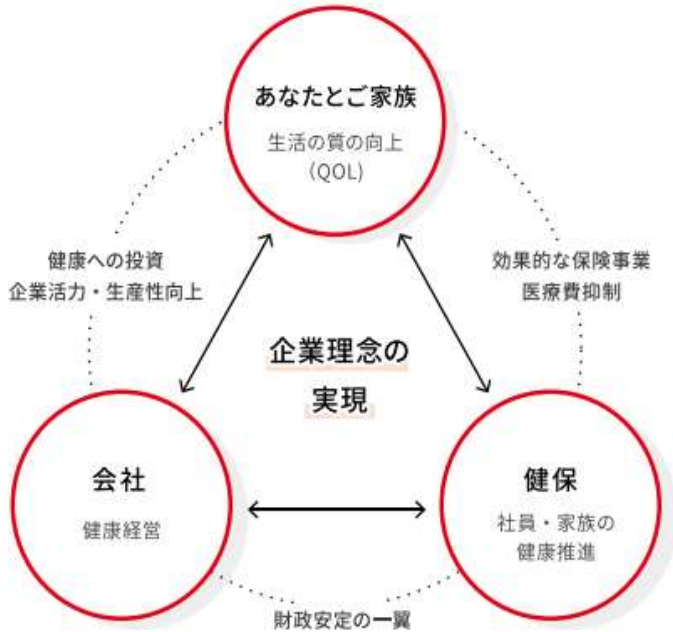 あなたとご家族
生活の質の向上
(QOL)
健康への投資
企業活力・生産性向上
効果的な保険事業
医療費抑制
企業理念の
実現
会社
健康経営
健保
社員・家族の
健康推進
財政安定の一翼